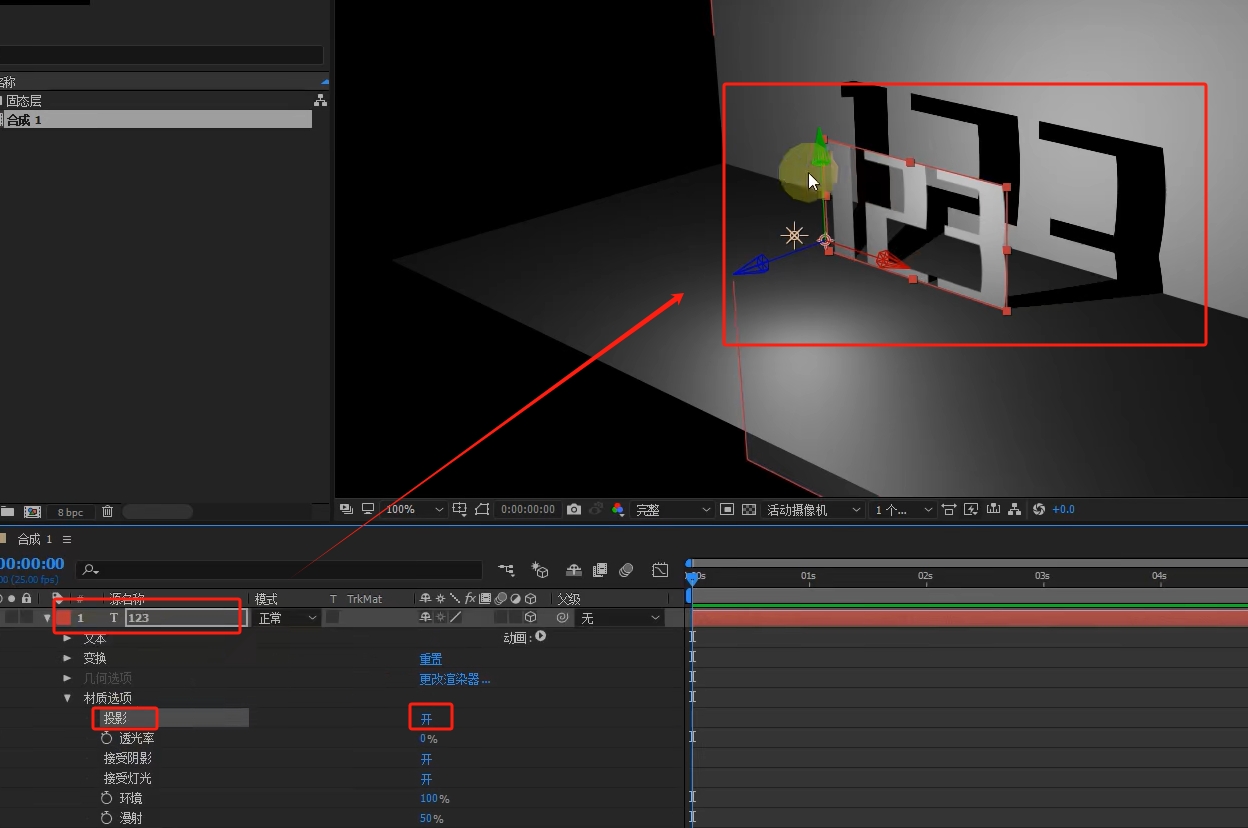 名称
固态层
合成 1
123
8 bpc
100%
0:00:00:00
完整
活动摄像机
1 个...
+0.0
合成 1
00:00:00
00 (25.00 fps)
00s
01s
02s
03s
04s
#
源名称
模式
T
TrkMat
fx
父级
1
T
123
正常
无
文本
动画:
变换
重置
几何选项
更改渲染器...
材质选项
投影
开
透光率
0%
接受阴影
开
接受灯光
开
环境
100%
漫射
50%